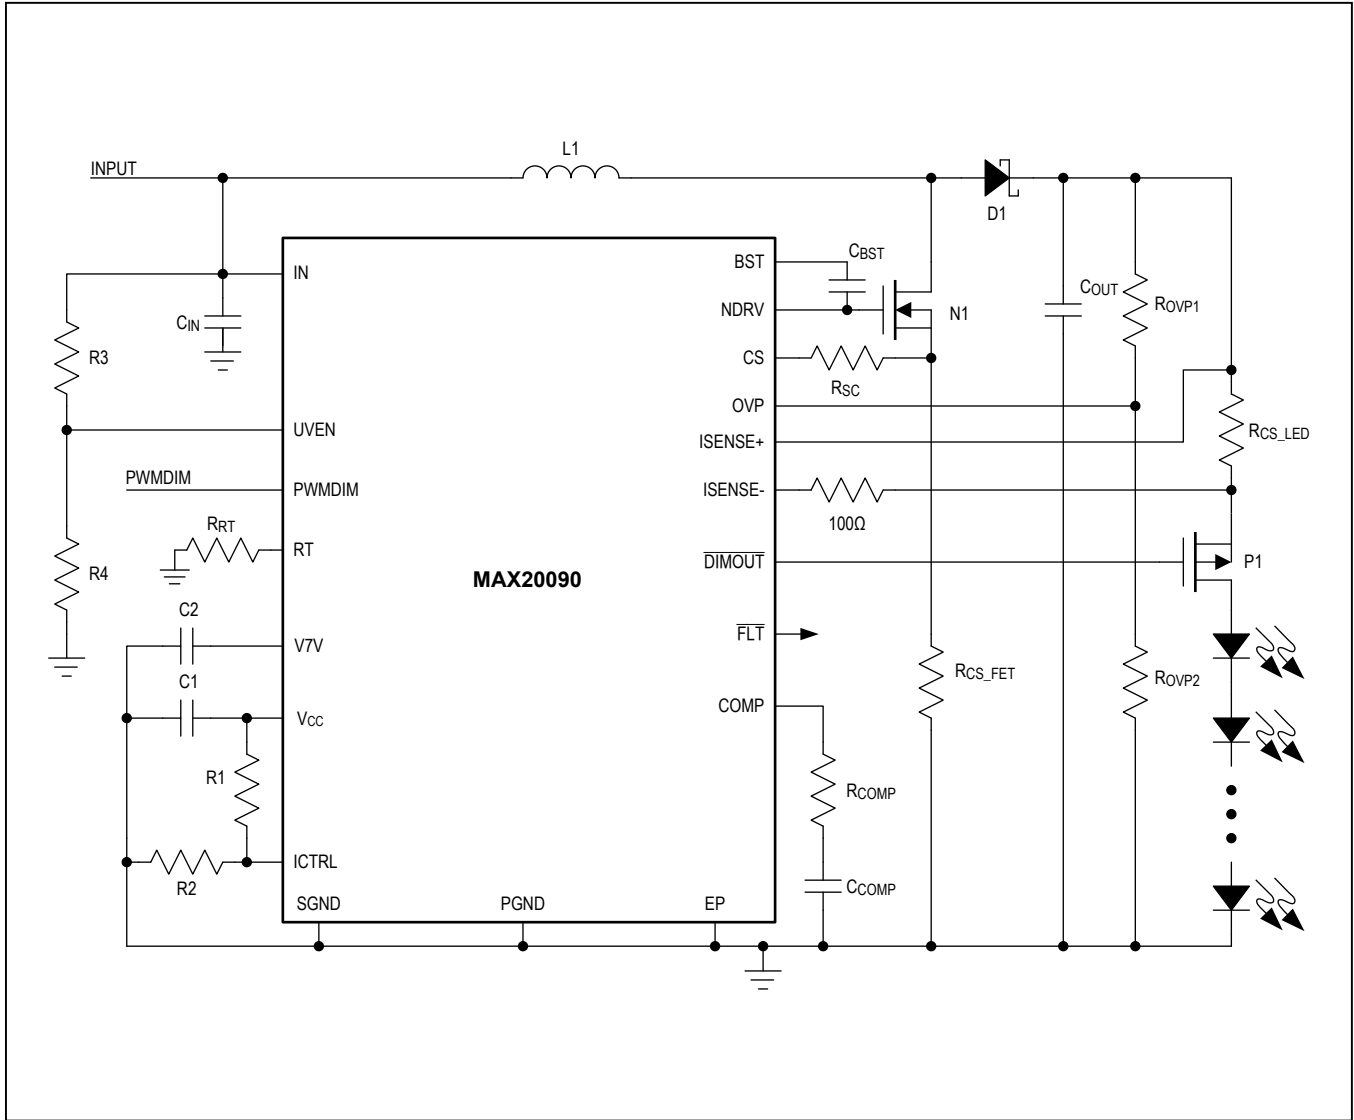 L1
INPUT
D1
BST
CBST
IN
COUT
CIN
NDRV
N1
ROVP1
R3
CS
RSC
OVP
UVEN
ISENSE+
RCS_LED
PWMDIM
PWMDIM
ISENSE-
100Ω
RRT
RT
DIMOUT
P1
R4
MAX20090
C2
V7V
FLT
RCS_FET
ROVP2
C1
VCC
COMP
R1
RCOMP
ICTRL
R2
CCOMP
SGND
PGND
EP